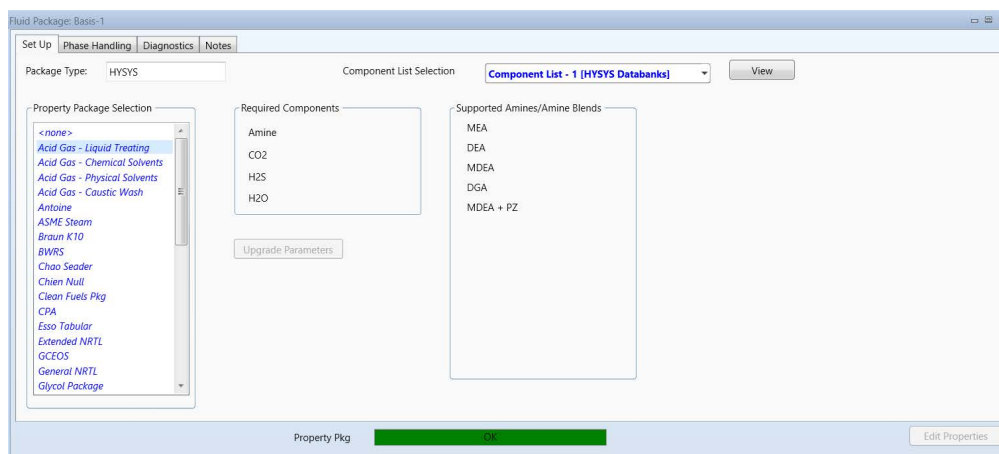 Fluid Package: Basis-1
Set Up Phase Handling Diagnostics Notes
Package Type: HYSYS Component List Selection Component List - 1 [HYSYS Databanks] View
Property Package Selection
<none>
Acid Gas - Liquid Treating
Acid Gas - Chemical Solvents
Acid Gas - Physical Solvents
Acid Gas - Caustic Wash
Antoine
ASME Steam
Braun K10
BWRS
Chao Seader
Chien Null
Clean Fuels Pkg
CPA
Esso Tabular
Extended NRTL
GCEOS
General NRTL
Glycol Package
Required Components
Amine
CO2
H2S
H2O
Upgrade Parameters
Supported Amines/Amine Blends
MEA
DEA
MDEA
DGA
MDEA + PZ
Property Pkg OK Edit Properties